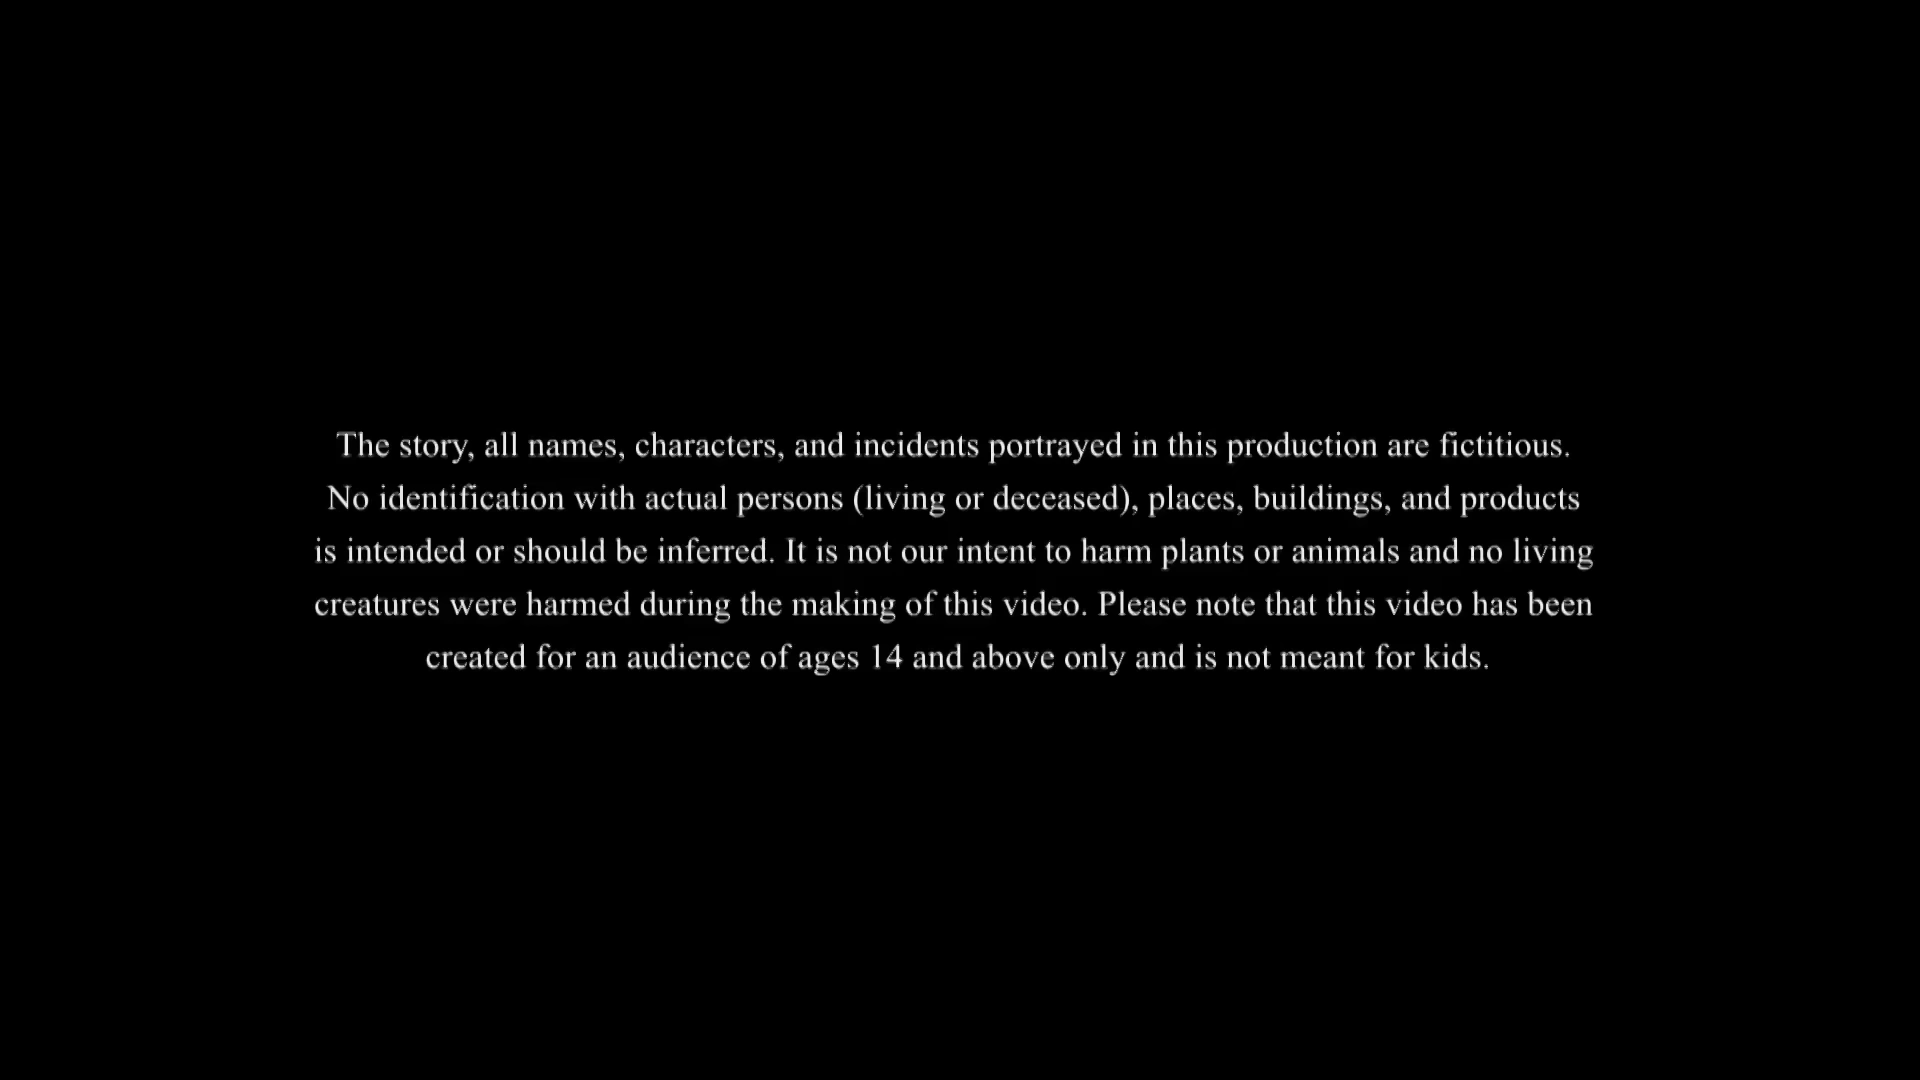 The story, all names, characters, and incidents portrayed in this production are fictitious.
No identification with actual persons (living or deceased), places, buildings, and products
is intended or should be inferred. It is not our intent to harm plants or animals and no living
creatures were harmed during the making of this video. Please note that this video has been
created for an audience of ages 14 and above only and is not meant for kids.